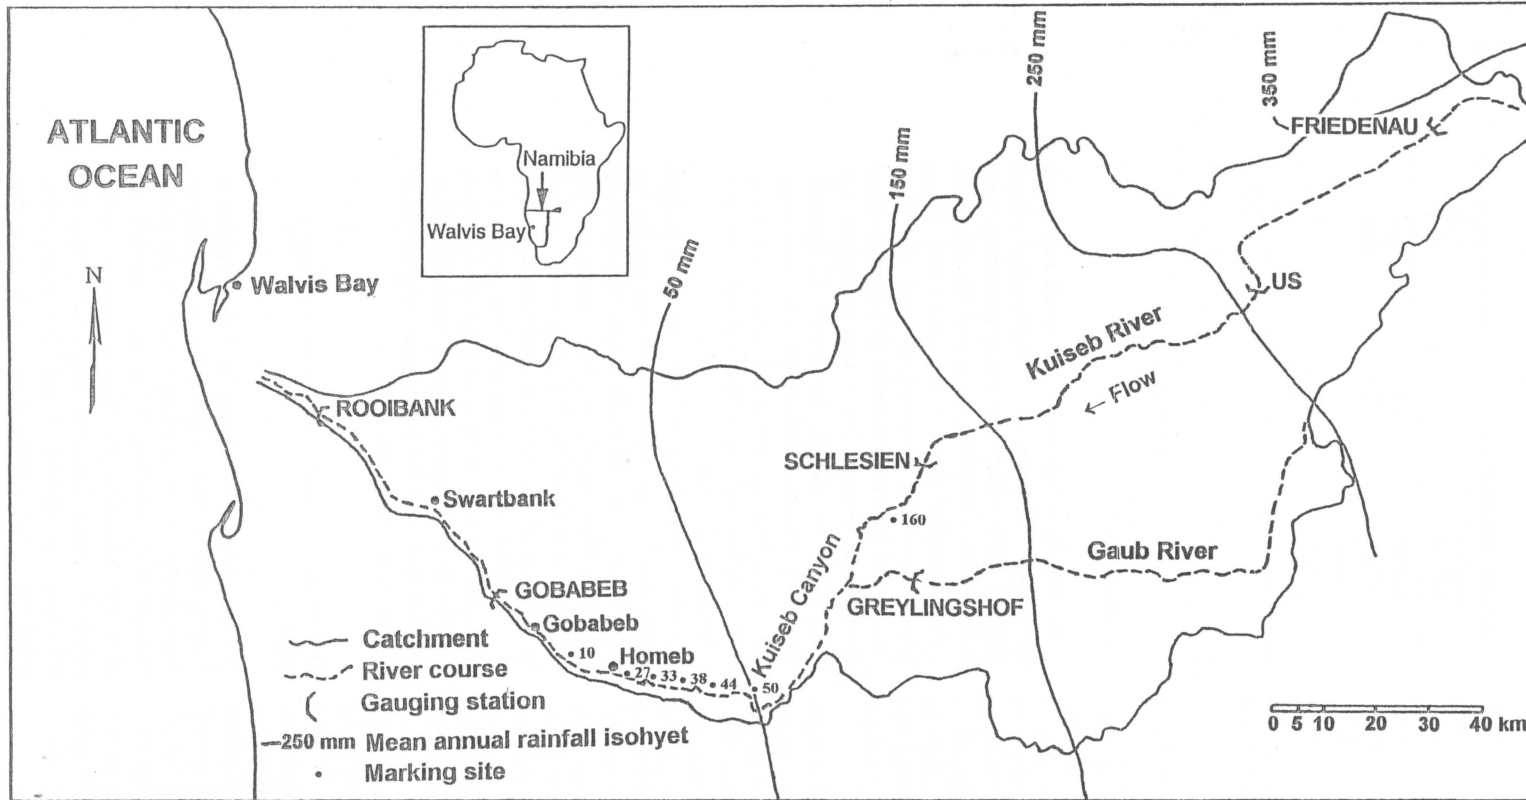 ATLANTIC
OCEAN
N
Walvis Bay
Namibia
Walvis Bay
50 mm
150 mm
250 mm
350 mm
FRIEDENAU
US
Kuiseb River
← Flow
ROOIBANK
SCHLESIEN
160
Swartbank
Gaub River
GREYLINGSHOF
Kuiseb Canyon
GOBABEB
Gobabeb
10
Homeb
27
33
38
44
50
Catchment
River course
Gauging station
250 mm Mean annual rainfall isohyet
Marking site
0 5 10 20 30 40 km